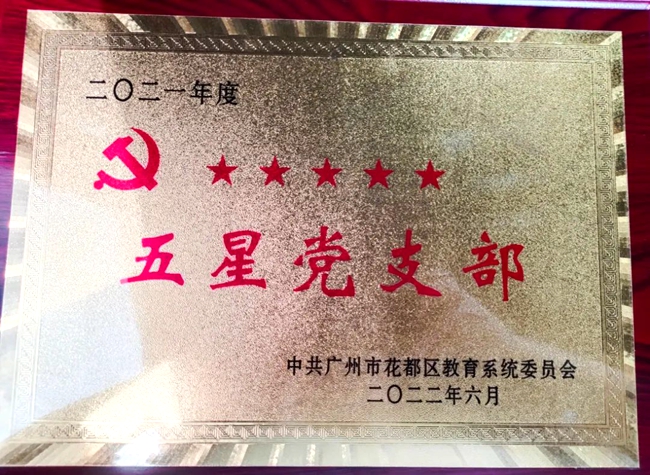 二〇二一年度
五星党支部
中共广州市花都区教育系统委员会
二〇二二年六月